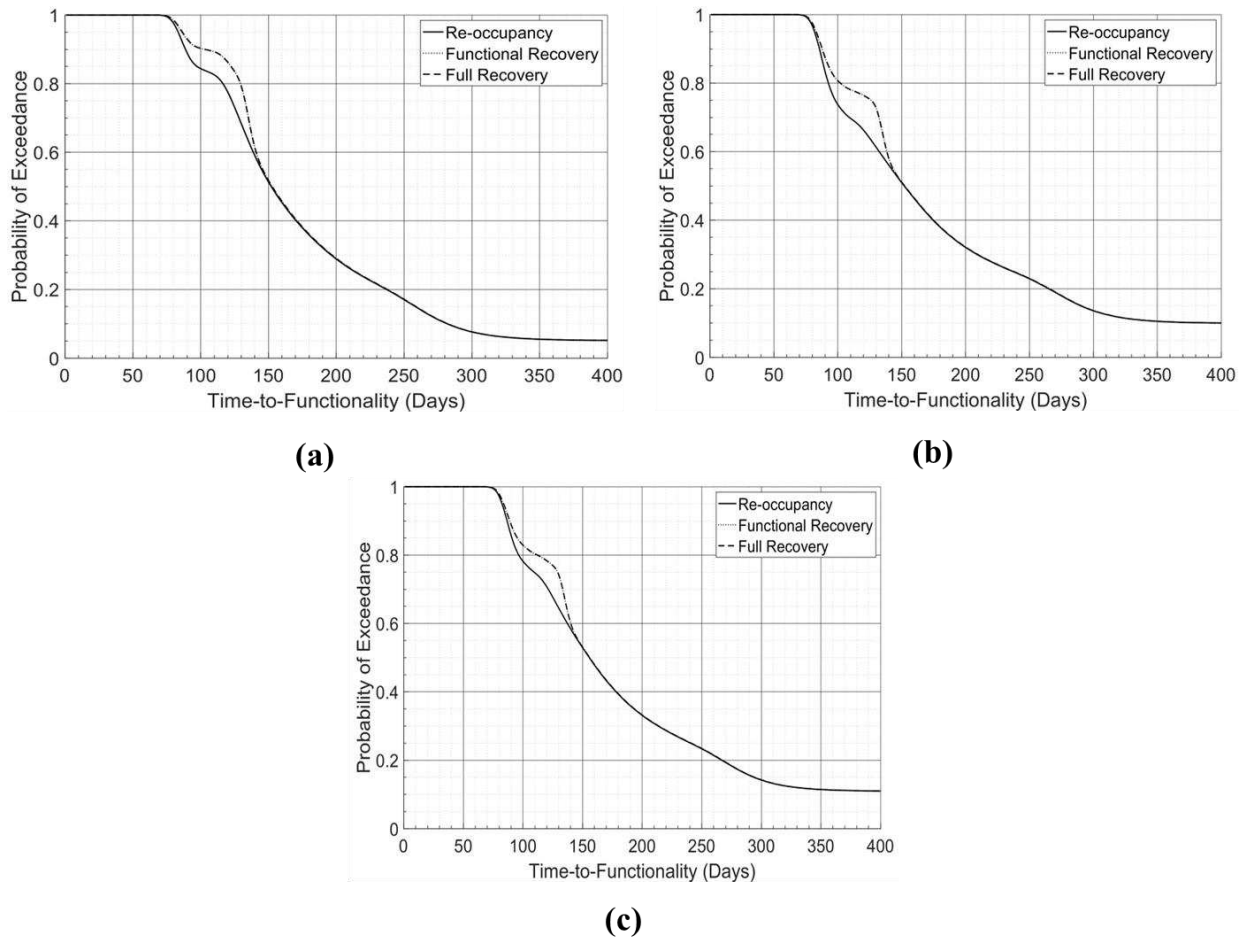 Probability of Exceedance
1
0.8
0.6
0.4
0.2
0
Re-occupancy
Functional Recovery
Full Recovery
0 50 100 150 200 250 300 350 400
Time-to-Functionality (Days)
(a)
Probability of Exceedance
1
0.8
0.6
0.4
0.2
0
Re-occupancy
Functional Recovery
Full Recovery
0 50 100 150 200 250 300 350 400
Time-to-Functionality (Days)
(b)
Probability of Exceedance
1
0.8
0.6
0.4
0.2
0
Re-occupancy
Functional Recovery
Full Recovery
0 50 100 150 200 250 300 350 400
Time-to-Functionality (Days)
(c)